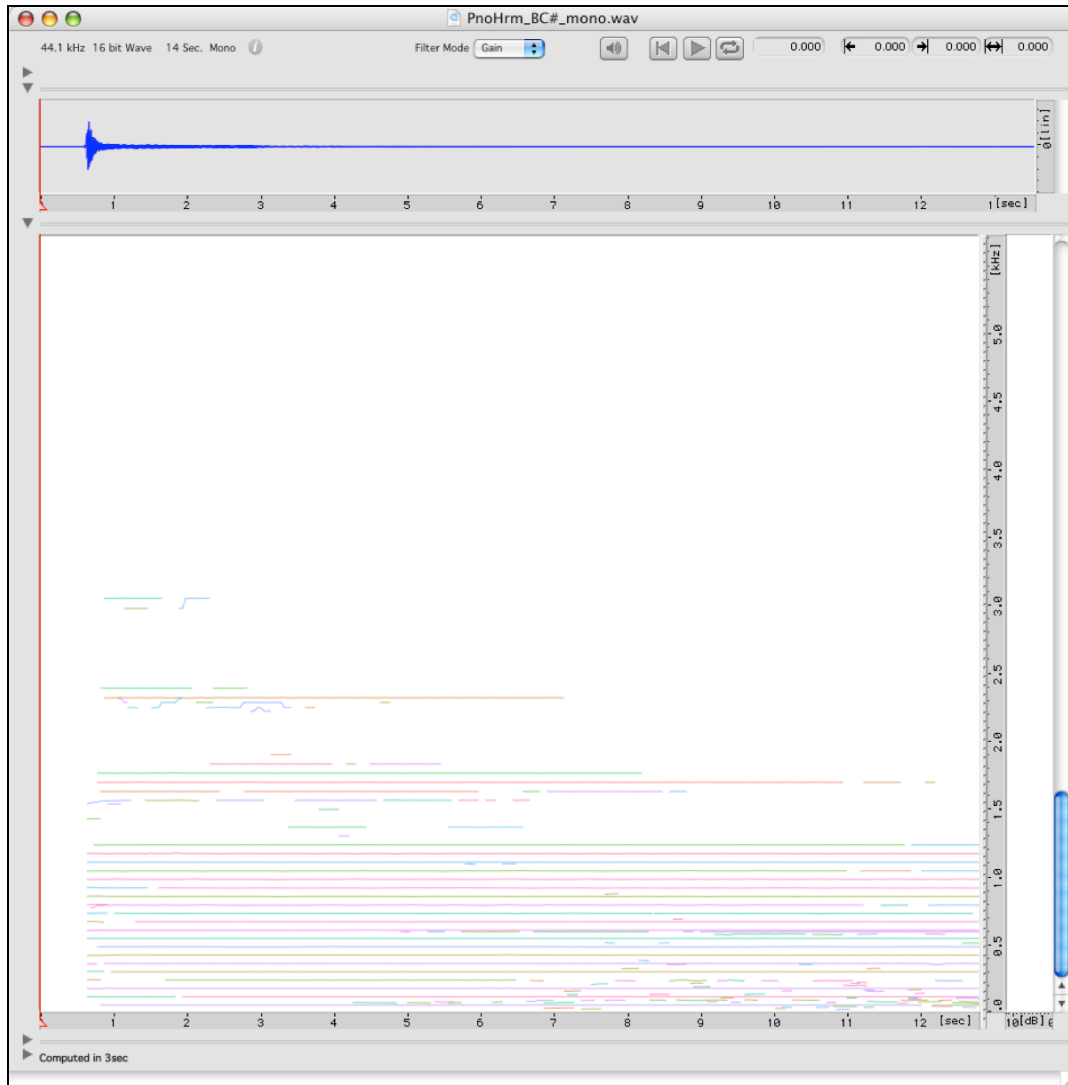 PnoHrm_BC#_mono.wav
44.1 kHz 16 bit Wave 14 Sec. Mono i Filter Mode Gain 0.000 0.000 0.000 0.000
0[lin]
1 2 3 4 5 6 7 8 9 10 11 12 1[sec]
[kHz]
5.0
4.5
4.0
3.5
3.0
2.5
2.0
1.5
1.0
0.5
.0
1 2 3 4 5 6 7 8 9 10 11 12 [sec] 10[dB]
Computed in 3sec